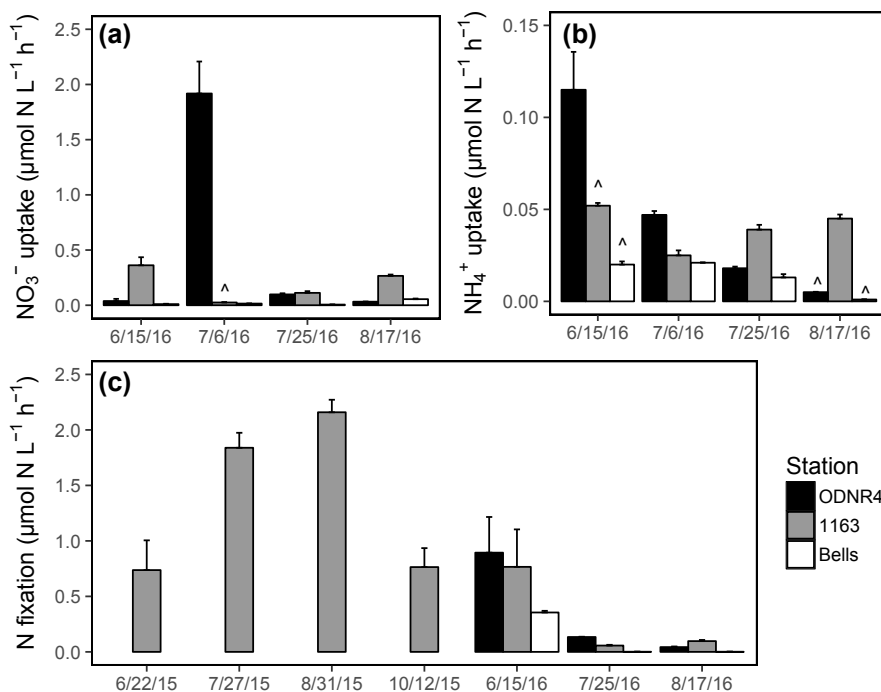 (a)
NO₃⁻ uptake (µmol N L⁻¹ h⁻¹)
2.5
2.0
1.5
1.0
0.5
0.0
^
6/15/16 7/6/16 7/25/16 8/17/16
(b)
NH₄⁺ uptake (µmol N L⁻¹ h⁻¹)
0.15
0.10
0.05
0.00
^
^
^
^
6/15/16 7/6/16 7/25/16 8/17/16
(c)
N fixation (µmol N L⁻¹ h⁻¹)
2.5
2.0
1.5
1.0
0.5
0.0
6/22/15 7/27/15 8/31/15 10/12/15 6/15/16 7/25/16 8/17/16
Station
ODNR4
1163
Bells